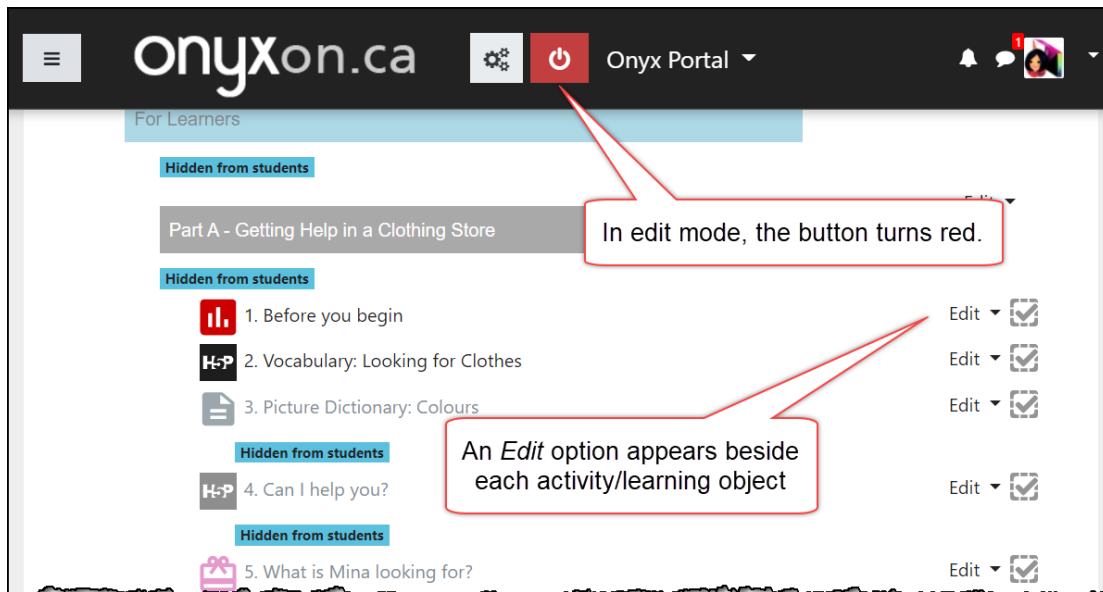 onyxon.ca
Onyx Portal
1
For Learners
Hidden from students
Edit
Part A - Getting Help in a Clothing Store
In edit mode, the button turns red.
Hidden from students
1. Before you begin Edit
H5P 2. Vocabulary: Looking for Clothes Edit
3. Picture Dictionary: Colours Edit
An Edit option appears beside
each activity/learning object
Hidden from students
H5P 4. Can I help you? Edit
Hidden from students
5. What is Mina looking for? Edit